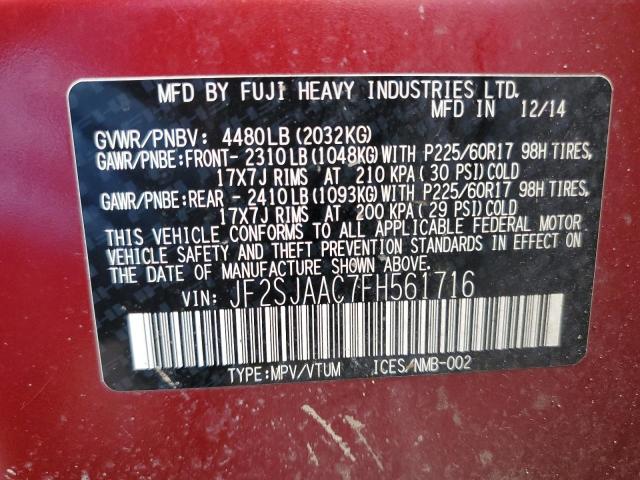 MFD BY FUJI HEAVY INDUSTRIES LTD.
MFD IN 12/14
GVWR/PNBV: 4480LB (2032KG)
GAWR/PNBE:FRONT- 2310 LB (1048KG) WITH P225/60R17 98H TIRES,
17X7J RIMS AT 210 KPA ( 30 PSI) COLD
GAWR/PNBE:REAR - 2410 LB (1093KG) WITH P225/60R17 98H TIRES,
17X7J RIMS AT 200 KPA ( 29 PSI) COLD
THIS VEHICLE CONFORMS TO ALL APPLICABLE FEDERAL MOTOR
VEHICLE SAFETY AND THEFT PREVENTION STANDARDS IN EFFECT ON
THE DATE OF MANUFACTURE SHOWN ABOVE.
VIN: JF2SJAAC7FH561716
TYPE:MPV/VTUM ICES/NMB-002